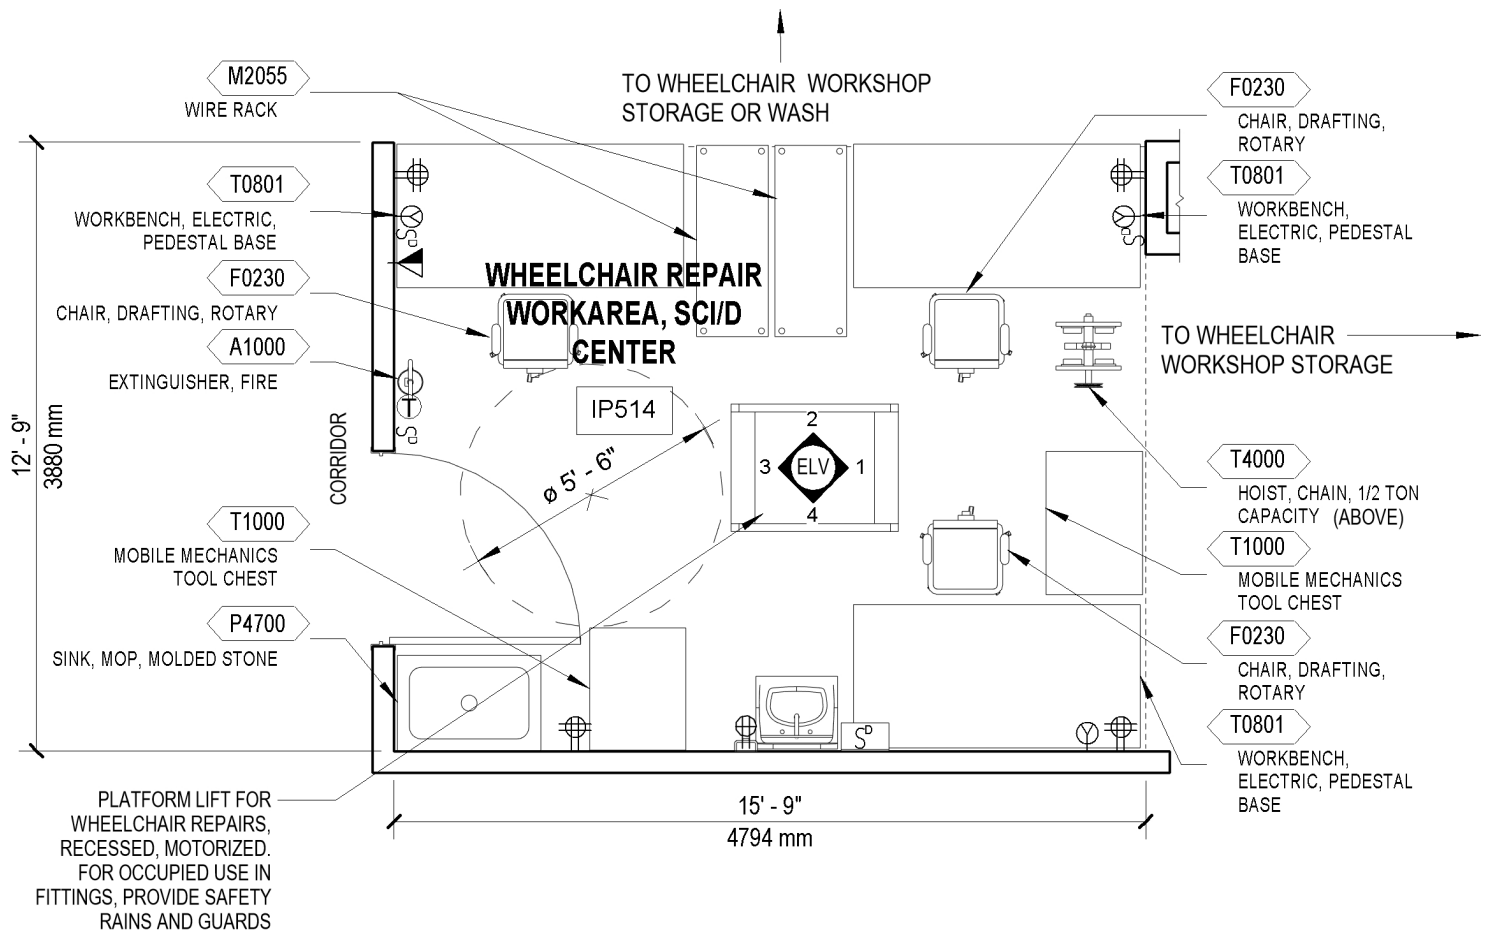 M2055
WIRE RACK
TO WHEELCHAIR WORKSHOP
STORAGE OR WASH
F0230
CHAIR, DRAFTING,
ROTARY
T0801
WORKBENCH, ELECTRIC,
PEDESTAL BASE
T0801
WORKBENCH,
ELECTRIC, PEDESTAL
BASE
F0230
CHAIR, DRAFTING, ROTARY
A1000
EXTINGUISHER, FIRE
WHEELCHAIR REPAIR
WORKAREA, SCI/D
CENTER
IP514
TO WHEELCHAIR
WORKSHOP STORAGE
Y
SD
Y
SD
F
T
SD
CORRIDOR
12' - 9"
3880 mm
ø 5' - 6"
2
3 ELV 1
4
T4000
HOIST, CHAIN, 1/2 TON
CAPACITY (ABOVE)
T1000
MOBILE MECHANICS
TOOL CHEST
T1000
MOBILE MECHANICS
TOOL CHEST
P4700
SINK, MOP, MOLDED STONE
F0230
CHAIR, DRAFTING,
ROTARY
T0801
WORKBENCH,
ELECTRIC, PEDESTAL
BASE
SD
Y
PLATFORM LIFT FOR
WHEELCHAIR REPAIRS,
RECESSED, MOTORIZED.
FOR OCCUPIED USE IN
FITTINGS, PROVIDE SAFETY
RAINS AND GUARDS
15' - 9"
4794 mm